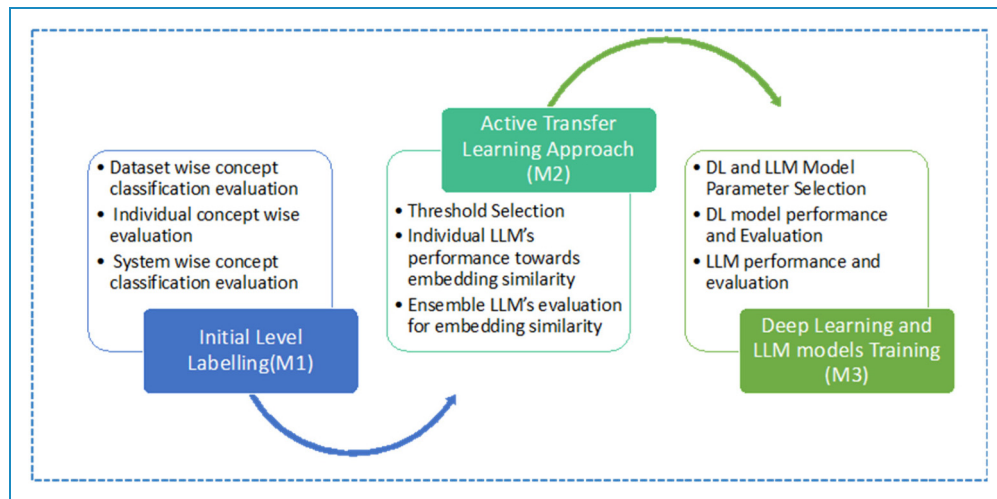 • Dataset wise concept
classification evaluation
• Individual concept wise
evaluation
• System wise concept
classification evaluation
Initial Level
Labelling(M1)
Active Transfer
Learning Approach
(M2)
• Threshold Selection
• Individual LLM's
performance towards
embedding similarity
• Ensemble LLM's evaluation
for embedding similarity
• DL and LLM Model
Parameter Selection
• DL model performance
and Evaluation
• LLM performance and
evaluation
Deep Learning and
LLM models Training
(M3)